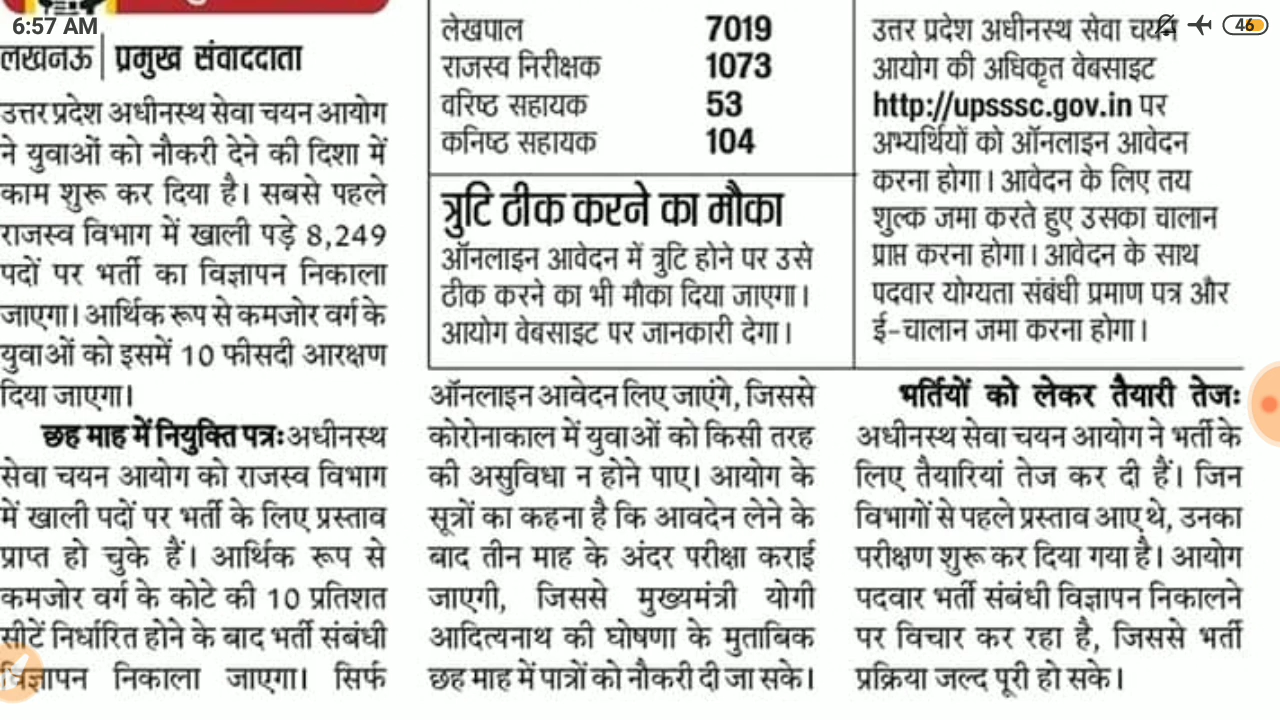 6:57 AM
46
लखनऊ | प्रमुख संवाददाता
उत्तर प्रदेश अधीनस्थ सेवा चयन आयोग
ने युवाओं को नौकरी देने की दिशा में
काम शुरू कर दिया है। सबसे पहले
राजस्व विभाग में खाली पड़े 8,249
पदों पर भर्ती का विज्ञापन निकाला
जाएगा। आर्थिक रूप से कमजोर वर्ग के
युवाओं को इसमें 10 फीसदी आरक्षण
दिया जाएगा।
छह माह में नियुक्ति पत्रः अधीनस्थ
सेवा चयन आयोग को राजस्व विभाग
में खाली पदों पर भर्ती के लिए प्रस्ताव
प्राप्त हो चुके हैं। आर्थिक रूप से
कमजोर वर्ग के कोटे की 10 प्रतिशत
सीटें निर्धारित होने के बाद भर्ती संबंधी
विज्ञापन निकाला जाएगा। सिर्फ
लेखपाल 7019
राजस्व निरीक्षक 1073
वरिष्ठ सहायक 53
कनिष्ठ सहायक 104
त्रुटि ठीक करने का मौका
ऑनलाइन आवेदन में त्रुटि होने पर उसे
ठीक करने का भी मौका दिया जाएगा।
आयोग वेबसाइट पर जानकारी देगा।
उत्तर प्रदेश अधीनस्थ सेवा चयन
आयोग की अधिकृत वेबसाइट
http://upsssc.gov.in पर
अभ्यर्थियों को ऑनलाइन आवेदन
करना होगा। आवेदन के लिए तय
शुल्क जमा करते हुए उसका चालान
प्राप्त करना होगा। आवेदन के साथ
पदवार योग्यता संबंधी प्रमाण पत्र और
ई-चालान जमा करना होगा।
ऑनलाइन आवेदन लिए जाएंगे, जिससे
कोरोनाकाल में युवाओं को किसी तरह
की असुविधा न होने पाए। आयोग के
सूत्रों का कहना है कि आवदेन लेने के
बाद तीन माह के अंदर परीक्षा कराई
जाएगी, जिससे मुख्यमंत्री योगी
आदित्यनाथ की घोषणा के मुताबिक
छह माह में पात्रों को नौकरी दी जा सके।
भर्तियों को लेकर तैयारी तेजः
अधीनस्थ सेवा चयन आयोग ने भर्ती के
लिए तैयारियां तेज कर दी हैं। जिन
विभागों से पहले प्रस्ताव आए थे, उनका
परीक्षण शुरू कर दिया गया है। आयोग
पदवार भर्ती संबंधी विज्ञापन निकालने
पर विचार कर रहा है, जिससे भर्ती
प्रक्रिया जल्द पूरी हो सके।